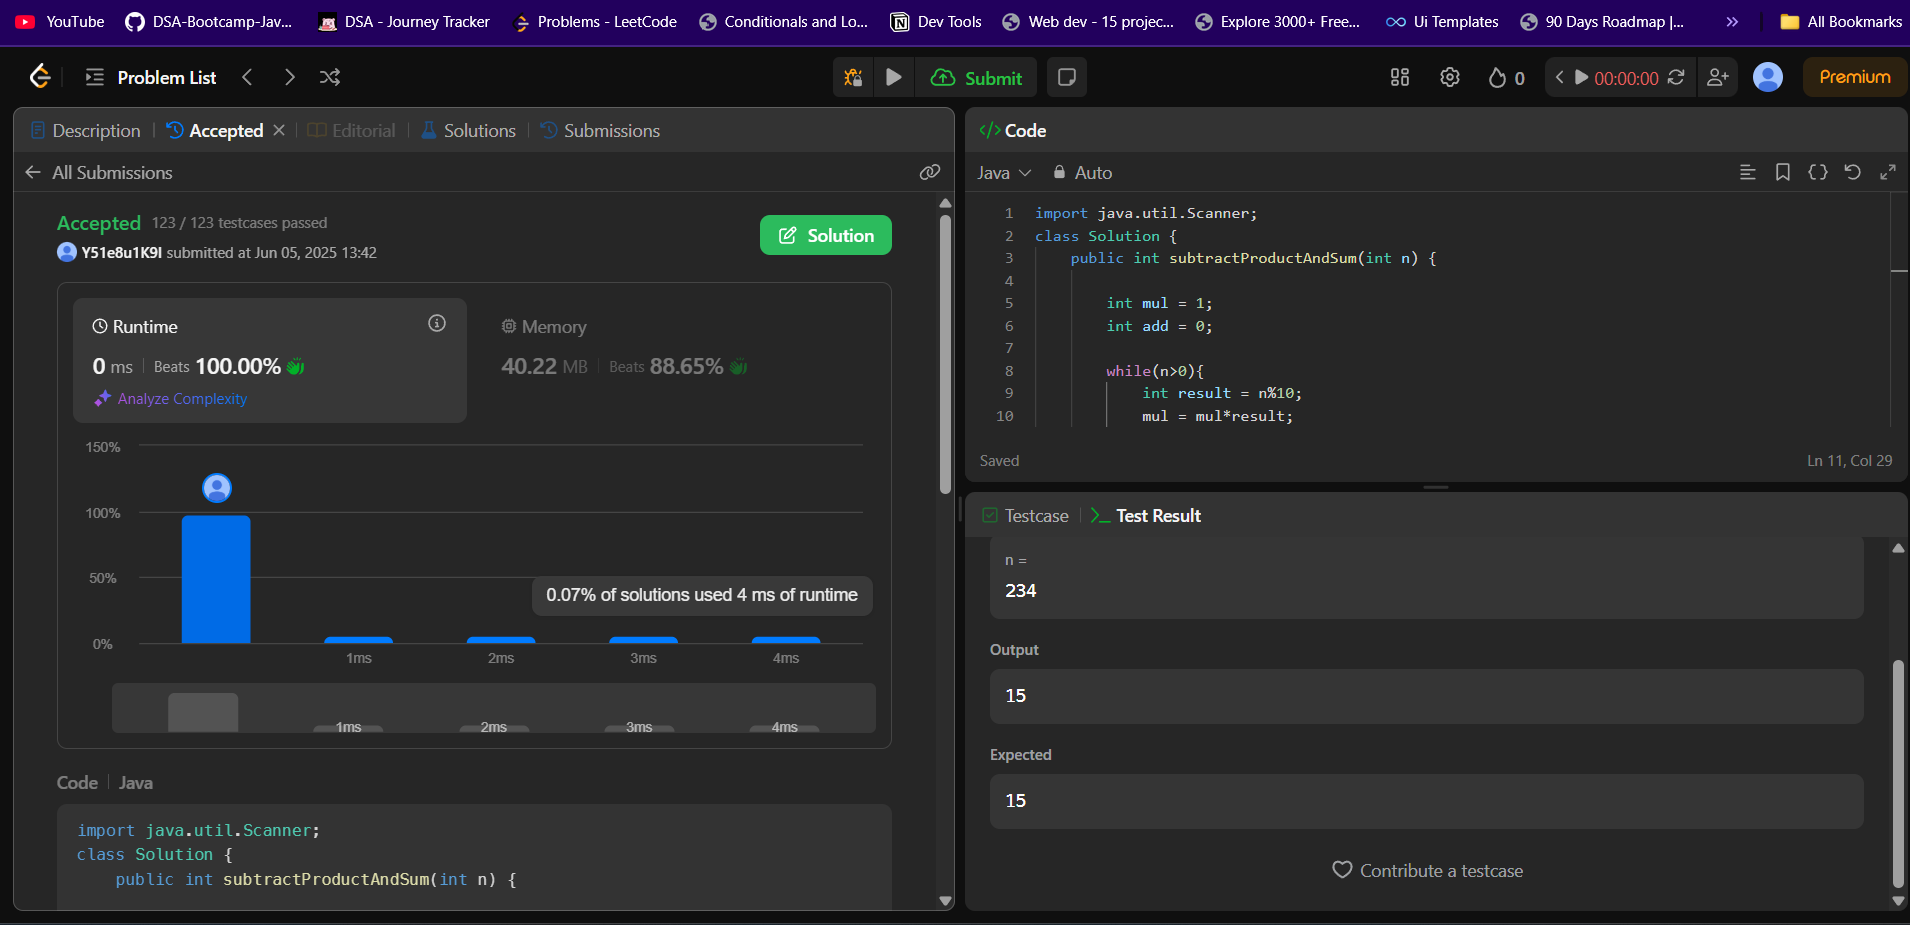 YouTube DSA-Bootcamp-Jav... DSA - Journey Tracker Problems - LeetCode Conditionals and Lo... Dev Tools Web dev - 15 projec... Explore 3000+ Free... Ui Templates 90 Days Roadmap |... » All Bookmarks
Problem List Submit 0 00:00:00 Premium
Description Accepted Editorial Solutions Submissions
All Submissions
Accepted 123 / 123 testcases passed
Y51e8u1K9I submitted at Jun 05, 2025 13:42
Solution
Runtime
0 ms Beats 100.00%
Analyze Complexity
Memory
40.22 MB Beats 88.65%
150%
100%
50%
0%
0.07% of solutions used 4 ms of runtime
1ms 2ms 3ms 4ms
1ms 2ms 3ms 4ms
Code Java
import java.util.Scanner;
class Solution {
public int subtractProductAndSum(int n) {
</> Code
Java Auto
1 import java.util.Scanner;
2 class Solution {
3 public int subtractProductAndSum(int n) {
4
5 int mul = 1;
6 int add = 0;
7
8 while(n>0){
9 int result = n%10;
10 mul = mul*result;
Saved Ln 11, Col 29
Testcase Test Result
n =
234
Output
15
Expected
15
Contribute a testcase